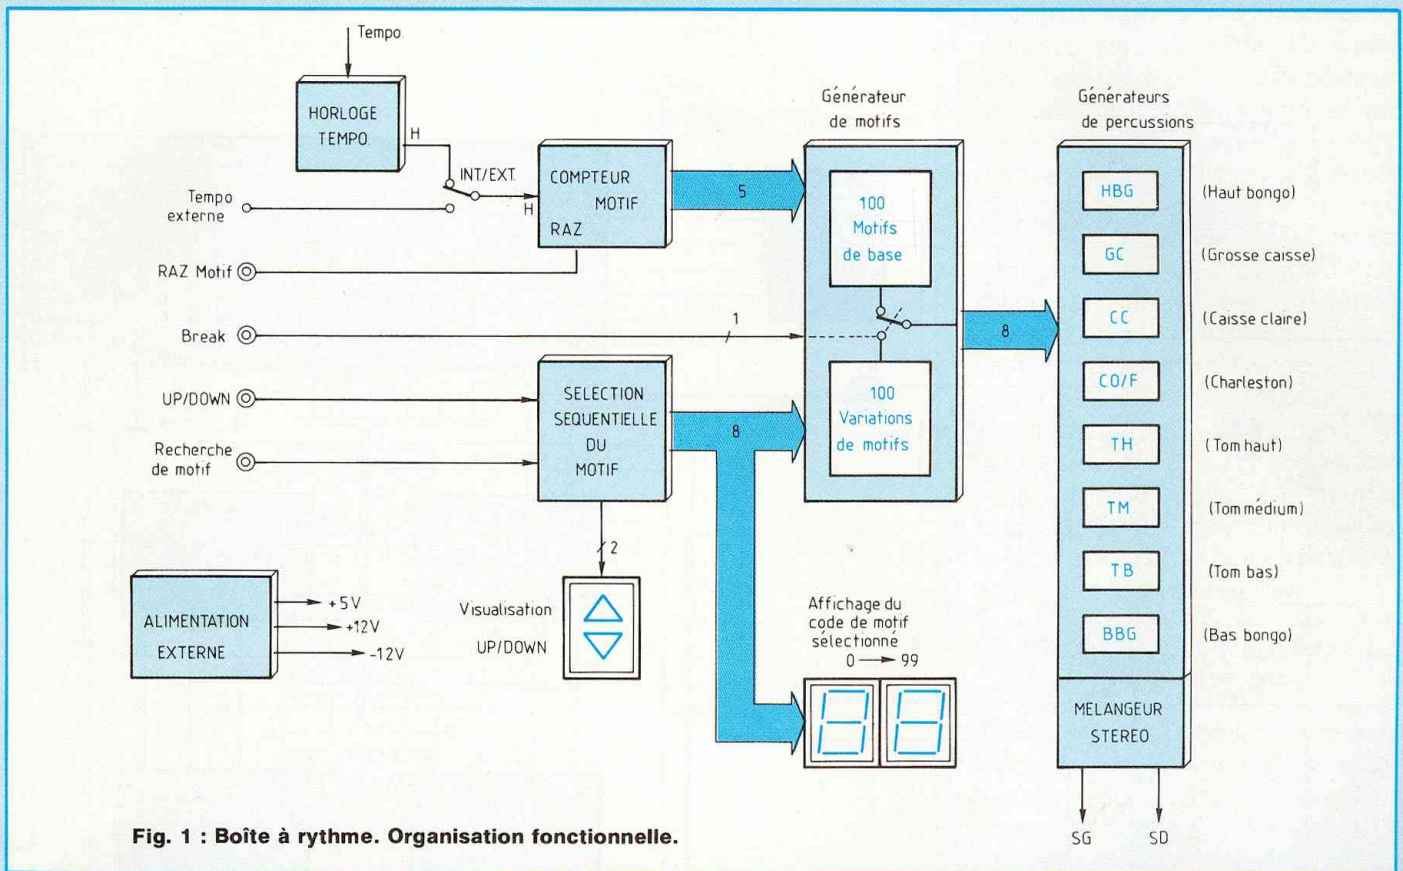 Tempo
HORLOGE
TEMPO
H
INT/EXT.
Tempo
externe
H
COMPTEUR
MOTIF
RAZ
RAZ Motif
5
Break
1
UP/DOWN
Recherche
de motif
SELECTION
SEQUENTIELLE
DU
MOTIF
8
2
Visualisation
UP/DOWN
ALIMENTATION
EXTERNE
+5V
+12V
-12V
Générateur
de motifs
100
Motifs
de base
100
Variations
de motifs
8
Affichage du
code de motif
sélectionné
0 → 99
88
Générateurs
de percussions
HBG (Haut bongo)
GC (Grosse caisse)
CC (Caisse claire)
CO/F (Charleston)
TH (Tom haut)
TM (Tom médium)
TB (Tom bas)
BBG (Bas bongo)
MELANGEUR
STEREO
SG SD
Fig. 1 : Boîte à rythme. Organisation fonctionnelle.